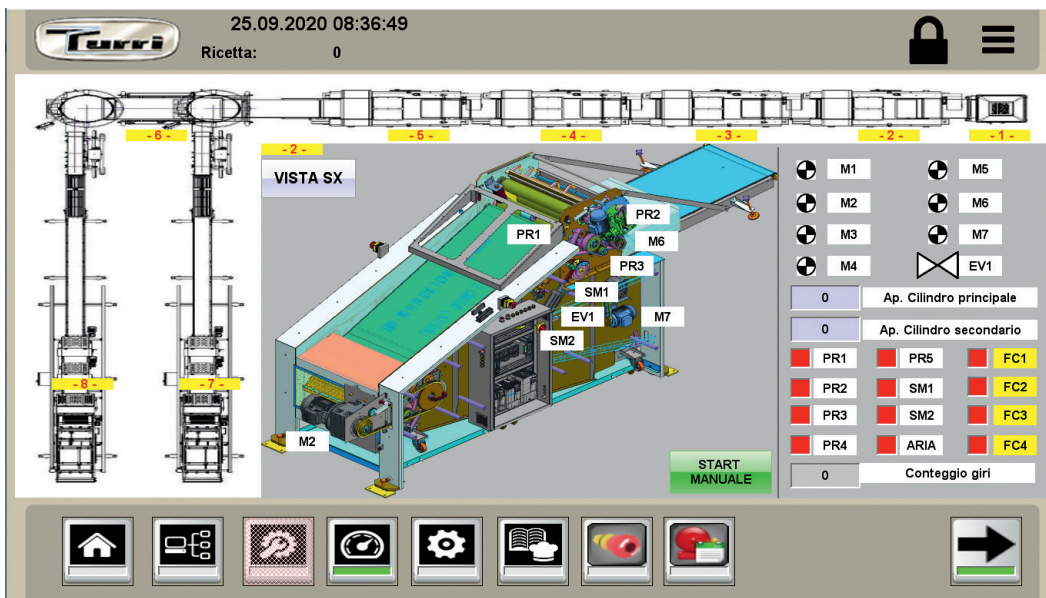 Turri
25.09.2020 08:36:49
Ricetta: 0
- 6 -
- 5 -
- 4 -
- 3 -
- 2 -
- 1 -
- 2 -
VISTA SX
PR1
PR2
M6
PR3
SM1
EV1
M7
SM2
M2
START
MANUALE
- 8 -
- 7 -
M1 M5
M2 M6
M3 M7
M4 EV1
0 Ap. Cilindro principale
0 Ap. Cilindro secondario
PR1 PR5 FC1
PR2 SM1 FC2
PR3 SM2 FC3
PR4 ARIA FC4
0 Conteggio giri